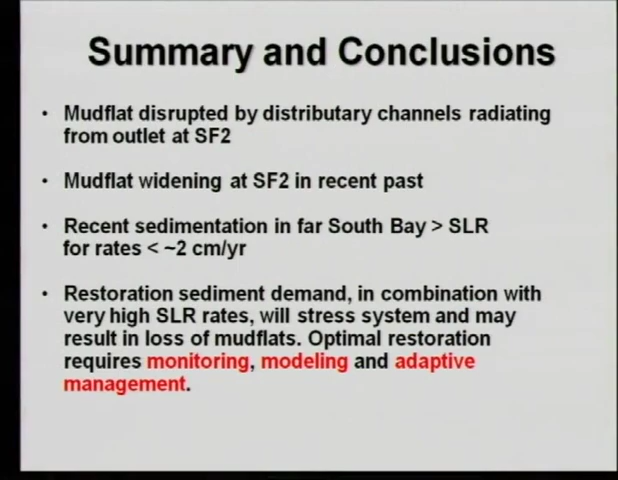 Summary and Conclusions
• Mudflat disrupted by distributary channels radiating
from outlet at SF2
• Mudflat widening at SF2 in recent past
• Recent sedimentation in far South Bay > SLR
for rates < ~2 cm/yr
• Restoration sediment demand, in combination with
very high SLR rates, will stress system and may
result in loss of mudflats. Optimal restoration
requires monitoring, modeling and adaptive
management.